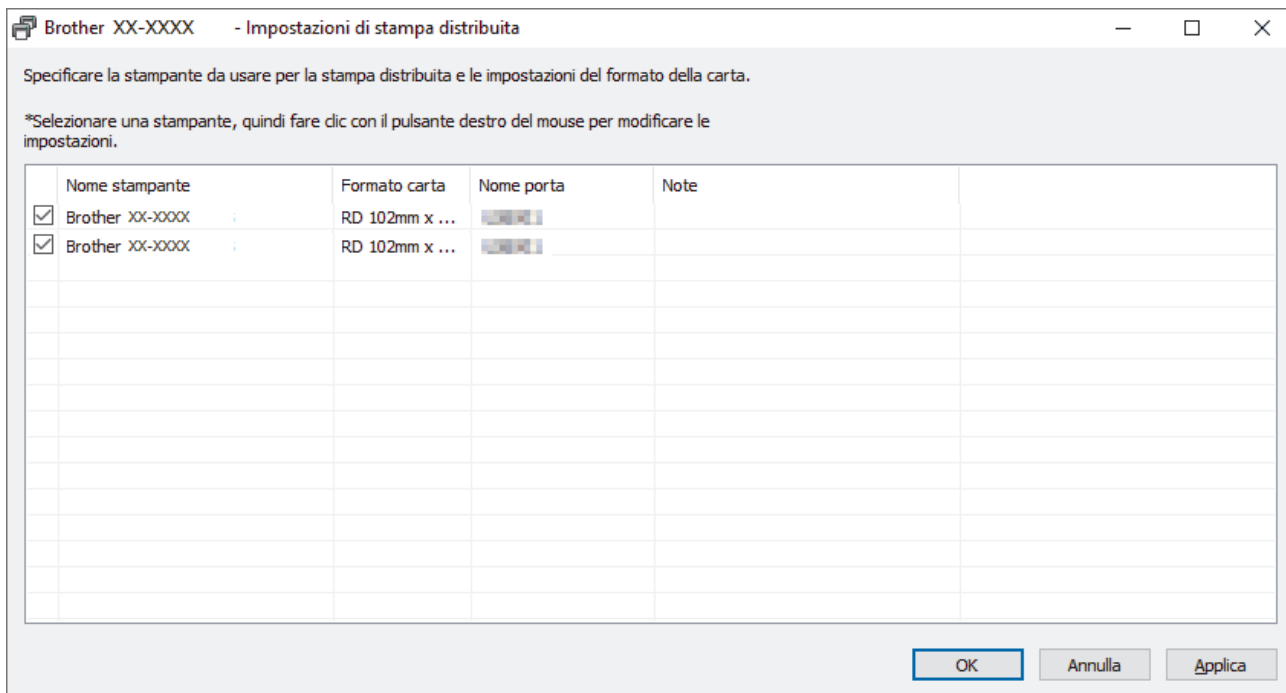 Brother XX-XXXX - Impostazioni di stampa distribuita
Specificare la stampante da usare per la stampa distribuita e le impostazioni del formato della carta.
*Selezionare una stampante, quindi fare clic con il pulsante destro del mouse per modificare le
impostazioni.
Nome stampante Formato carta Nome porta Note
Brother XX-XXXX RD 102mm x ...
Brother XX-XXXX RD 102mm x ...
OK Annulla Applica